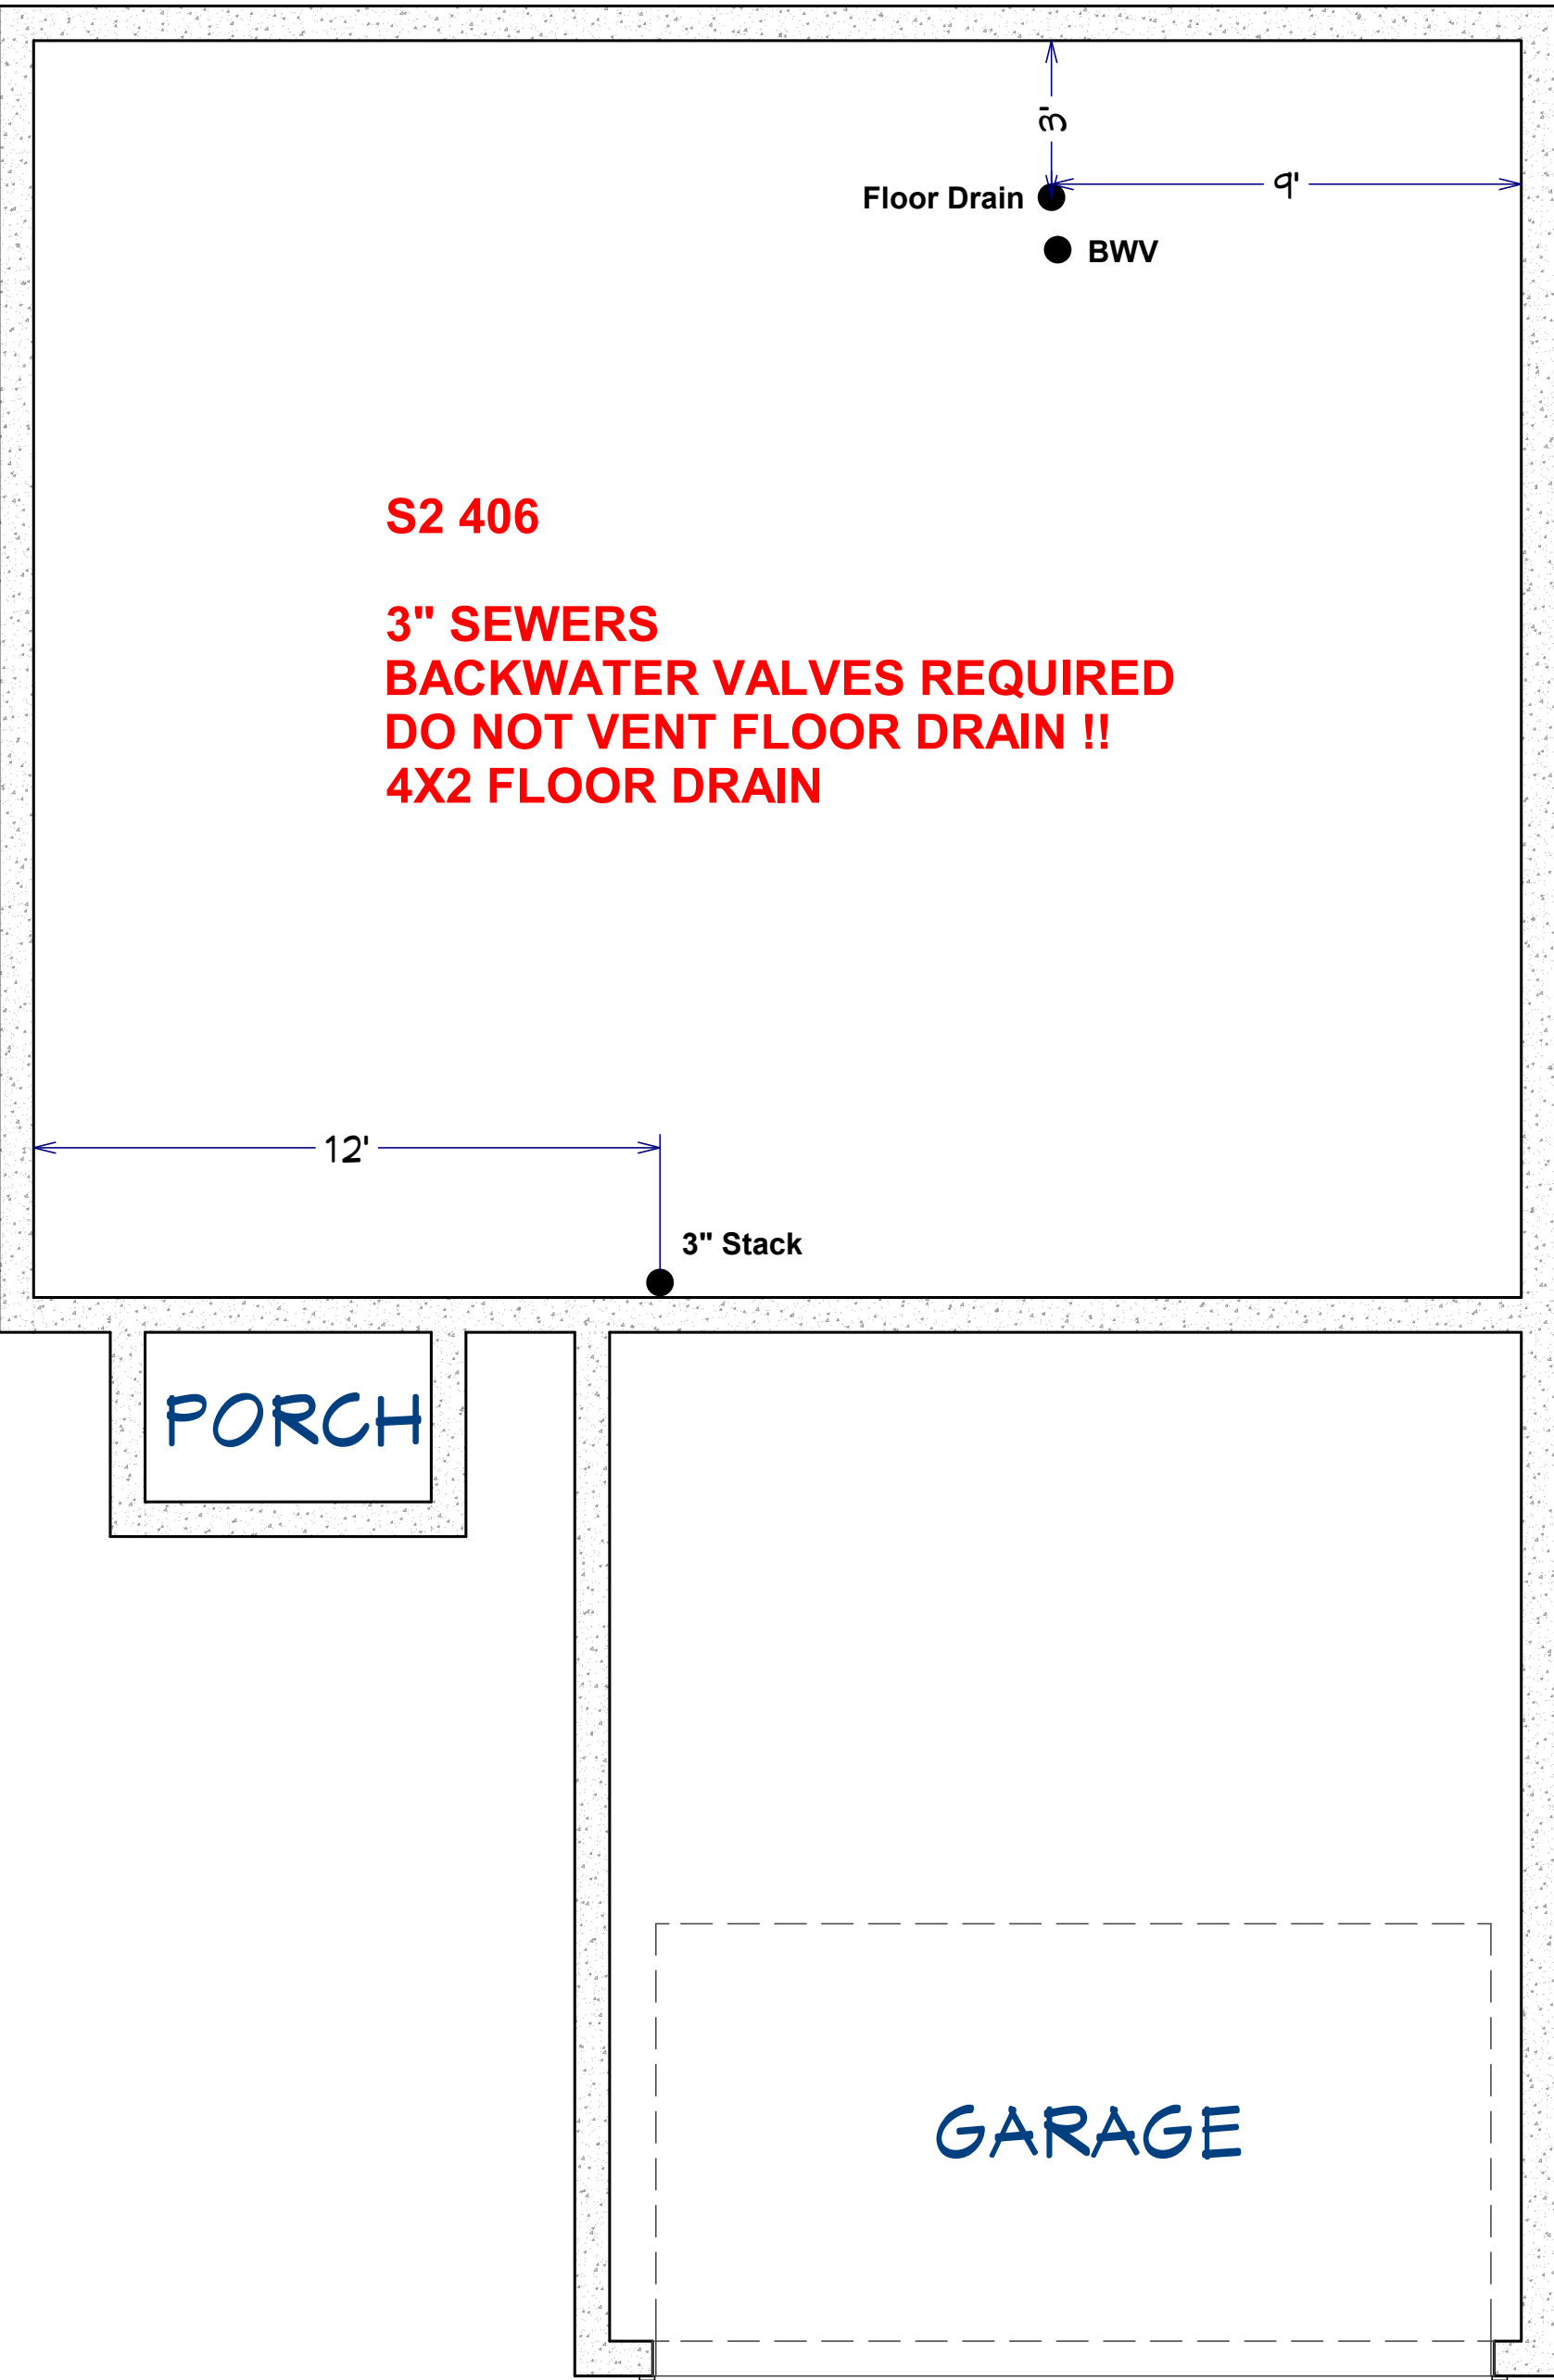 3'
9'
Floor Drain
BWV
S2 406
3" SEWERS
BACKWATER VALVES REQUIRED
DO NOT VENT FLOOR DRAIN !!
4X2 FLOOR DRAIN
12'
3" Stack
PORCH
GARAGE